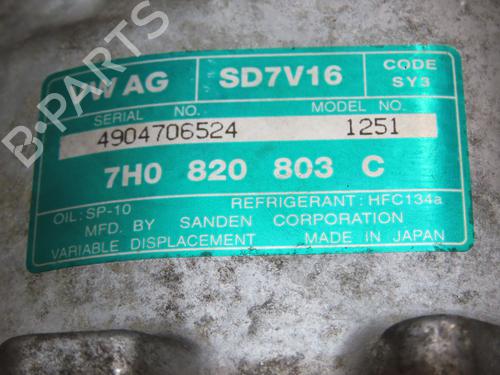 B-PARTS
W AG SD7V16 CODE SY3
SERIAL NO. MODEL NO.
4904706524 1251
7H0 820 803 C
OIL: SP-10 REFRIGERANT: HFC134a
MFD. BY SANDEN CORPORATION
VARIABLE DISPLACEMENT MADE IN JAPAN